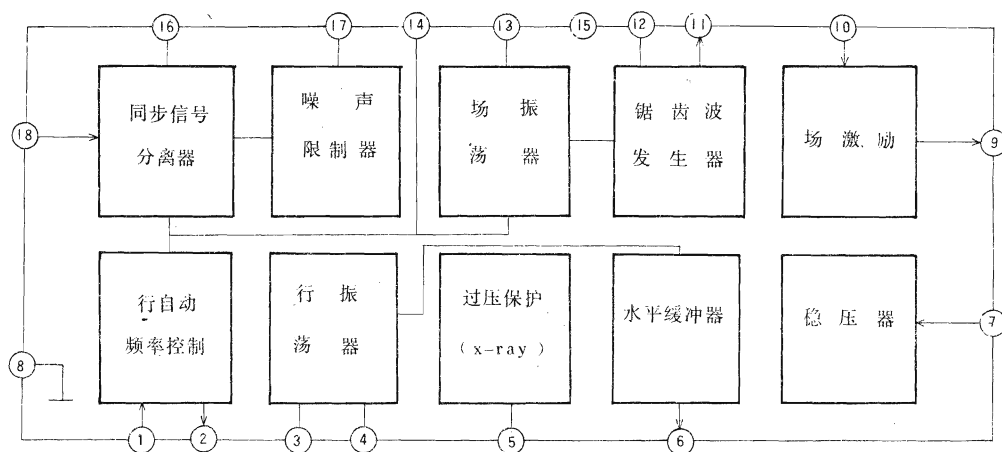 16
17
14
13
15
12
11
10
同步信号
分离器
噪声
限制器
场振
荡器
锯齿波
发生器
场激励
18
9
行自动
频率控制
行振
荡器
过压保护
(x-ray)
水平缓冲器
稳压器
8
7
1
2
3
4
5
6